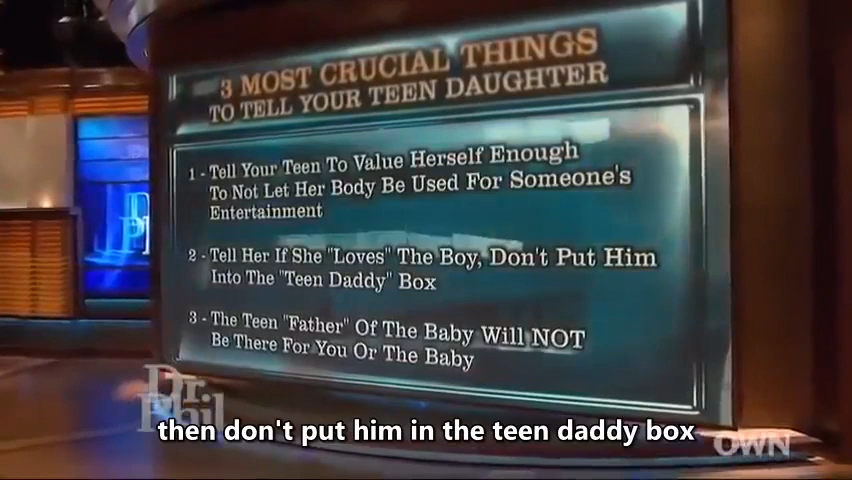 3 MOST CRUCIAL THINGS
TO TELL YOUR TEEN DAUGHTER
1 - Tell Your Teen To Value Herself Enough
To Not Let Her Body Be Used For Someone's
Entertainment
2 - Tell Her If She "Loves" The Boy, Don't Put Him
Into The "Teen Daddy" Box
3 - The Teen "Father" Of The Baby Will NOT
Be There For You Or The Baby
Dr.
Phil
then don't put him in the teen daddy box
OWN